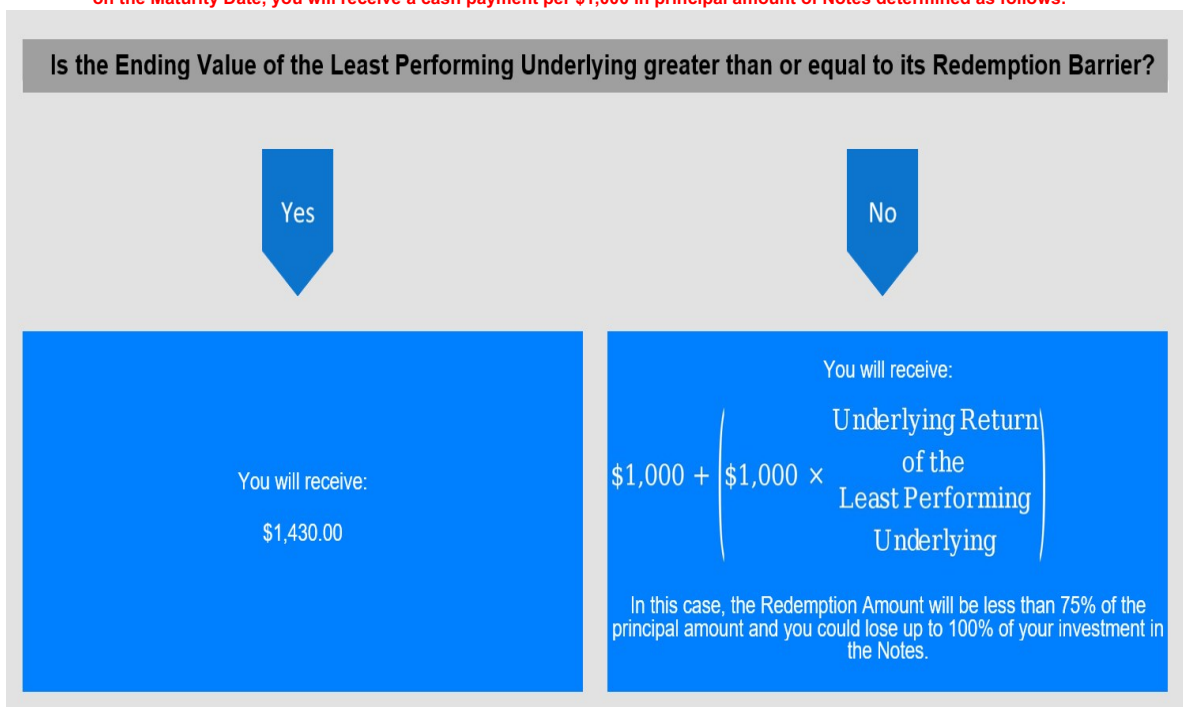 on the Maturity Date, you will receive a cash payment per $1,000 in principal amount of Notes determined as follows:
Is the Ending Value of the Least Performing Underlying greater than or equal to its Redemption Barrier?
Yes
No
You will receive:
$1,430.00
You will receive:
$1,000 + ($1,000 × Underlying Return
of the
Least Performing
Underlying)
In this case, the Redemption Amount will be less than 75% of the
principal amount and you could lose up to 100% of your investment in
the Notes.